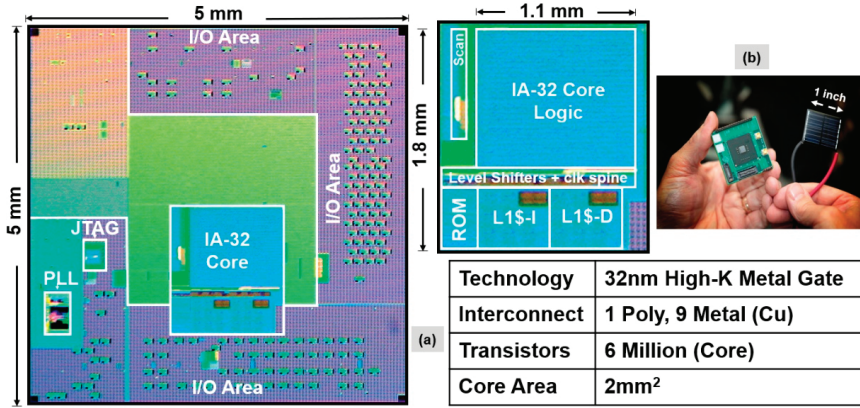 5 mm
5 mm
I/O Area
I/O Area
JTAG
PLL
IA-32
Core
I/O Area
(a)
1.1 mm
1.8 mm
Scan
IA-32 Core
Logic
Level Shifters + clk spine
ROM
L1$-I
L1$-D
(b)
1 inch
Technology 32nm High-K Metal Gate
Interconnect 1 Poly, 9 Metal (Cu)
Transistors 6 Million (Core)
Core Area 2mm²